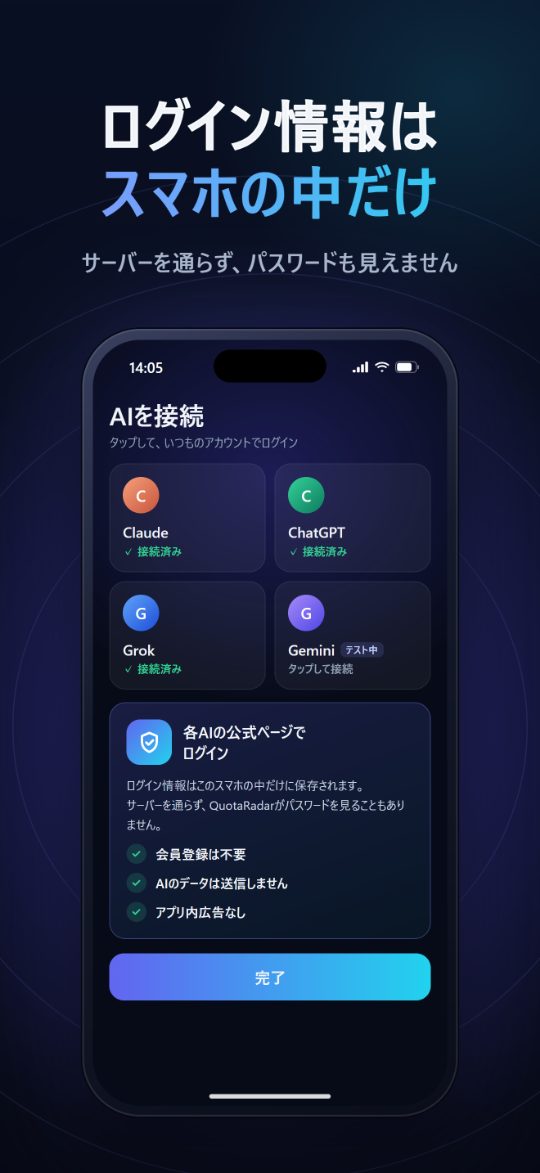 ログイン情報は
スマホの中だけ
サーバーを通らず、パスワードも見えません
14:05
AIを接続
タップして、いつものアカウントでログイン
C
Claude
✓ 接続済み
C
ChatGPT
✓ 接続済み
G
Grok
✓ 接続済み
G
Gemini テスト中
タップして接続
各AIの公式ページで
ログイン
ログイン情報はこのスマホの中だけに保存されます。
サーバーを通らず、QuotaRadarがパスワードを見ることもあり
ません。
会員登録は不要
AIのデータは送信しません
アプリ内広告なし
完了